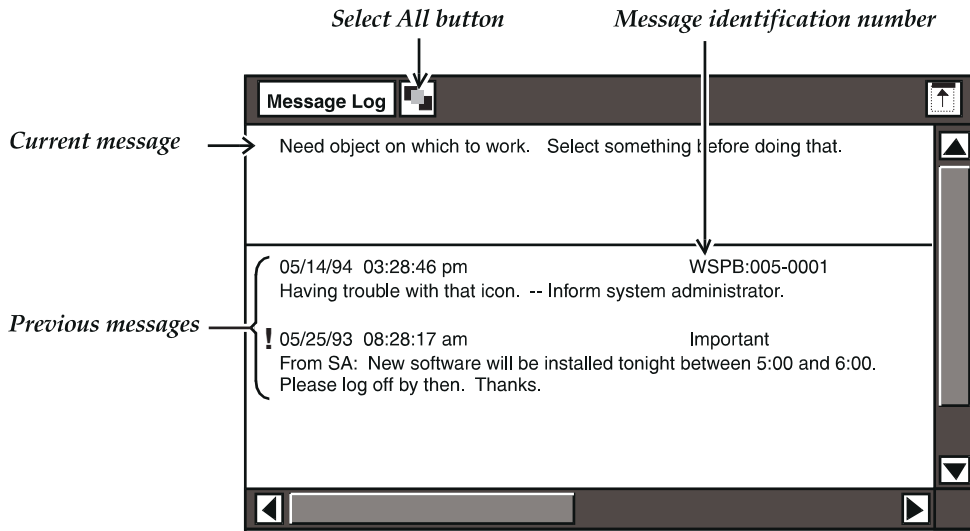 Select All button
Message identification number
Message Log
Current message
Need object on which to work. Select something before doing that.
05/14/94 03:28:46 pm WSPB:005-0001
Having trouble with that icon. -- Inform system administrator.
Previous messages
! 05/25/93 08:28:17 am Important
From SA: New software will be installed tonight between 5:00 and 6:00.
Please log off by then. Thanks.